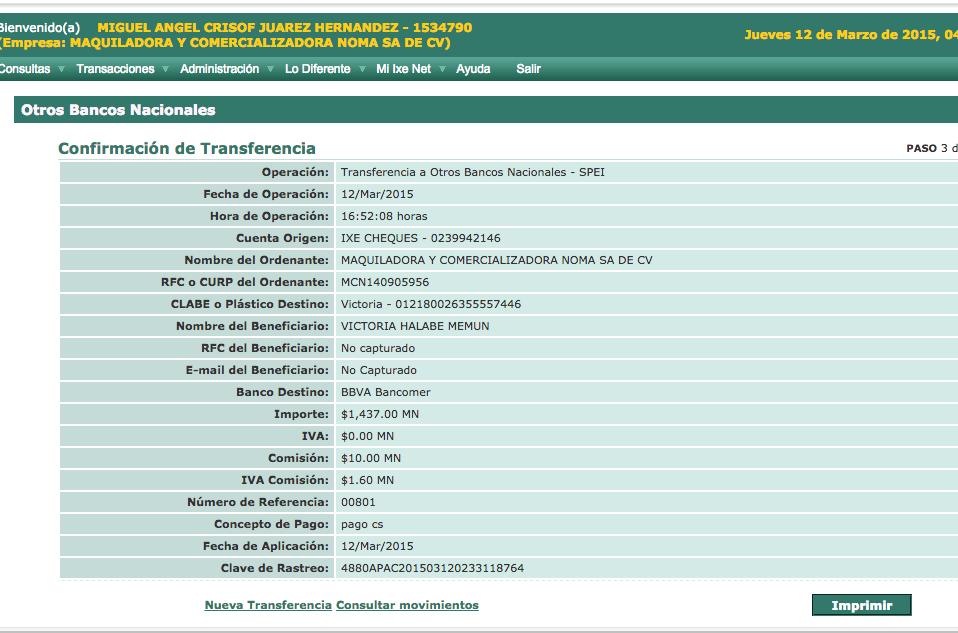 Bienvenido(a) MIGUEL ANGEL CRISOF JUAREZ HERNANDEZ - 1534790
(Empresa: MAQUILADORA Y COMERCIALIZADORA NOMA SA DE CV)
Jueves 12 de Marzo de 2015, 04
Consultas Transacciones Administración Lo Diferente Mi Ixe Net Ayuda Salir
Otros Bancos Nacionales
Confirmación de Transferencia PASO 3 d
Operación: Transferencia a Otros Bancos Nacionales - SPEI
Fecha de Operación: 12/Mar/2015
Hora de Operación: 16:52:08 horas
Cuenta Origen: IXE CHEQUES - 0239942146
Nombre del Ordenante: MAQUILADORA Y COMERCIALIZADORA NOMA SA DE CV
RFC o CURP del Ordenante: MCN140905956
CLABE o Plástico Destino: Victoria - 012180026355557446
Nombre del Beneficiario: VICTORIA HALABE MEMUN
RFC del Beneficiario: No capturado
E-mail del Beneficiario: No Capturado
Banco Destino: BBVA Bancomer
Importe: $1,437.00 MN
IVA: $0.00 MN
Comisión: $10.00 MN
IVA Comisión: $1.60 MN
Número de Referencia: 00801
Concepto de Pago: pago cs
Fecha de Aplicación: 12/Mar/2015
Clave de Rastreo: 4880APAC201503120233118764
Nueva Transferencia Consultar movimientos Imprimir